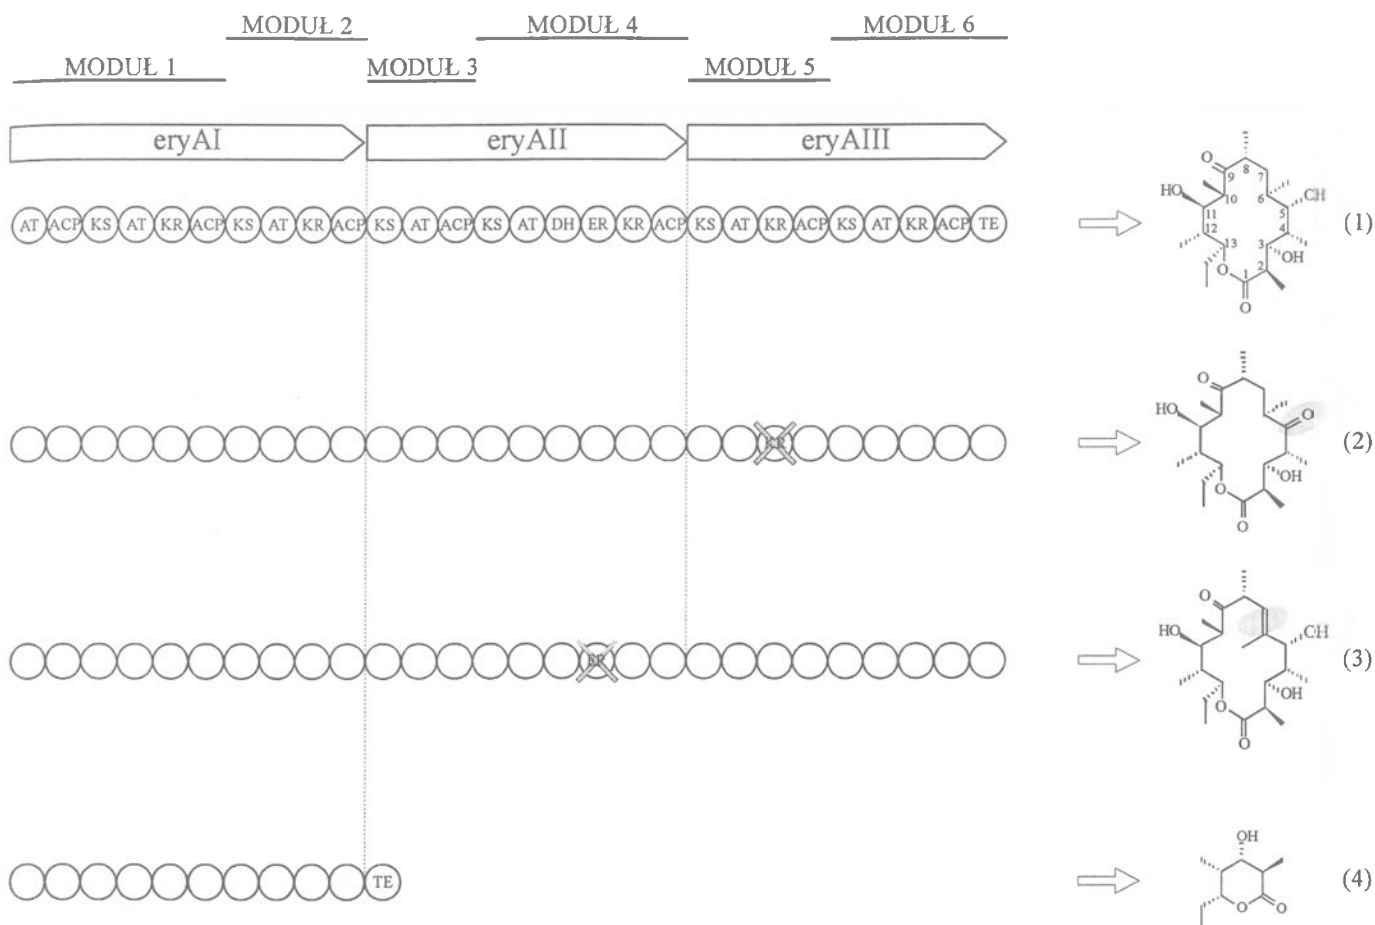 MODUŁ 2 MODUŁ 4 MODUŁ 6
MODUŁ 1 MODUŁ 3 MODUŁ 5
eryAI eryAII eryAIII
AT ACP KS AT KR ACP KS AT KR ACP KS AT ACP KS AT DH ER KR ACP KS AT KR ACP KS AT KR ACP TE
O 8 9 7 HO 10 6 CH 11 5 12 4 13 3 OH O 2 1 O
(1)
KR
O HO O OH O O
(2)
ER
O HO CH OH O O
(3)
TE
OH O O
(4)